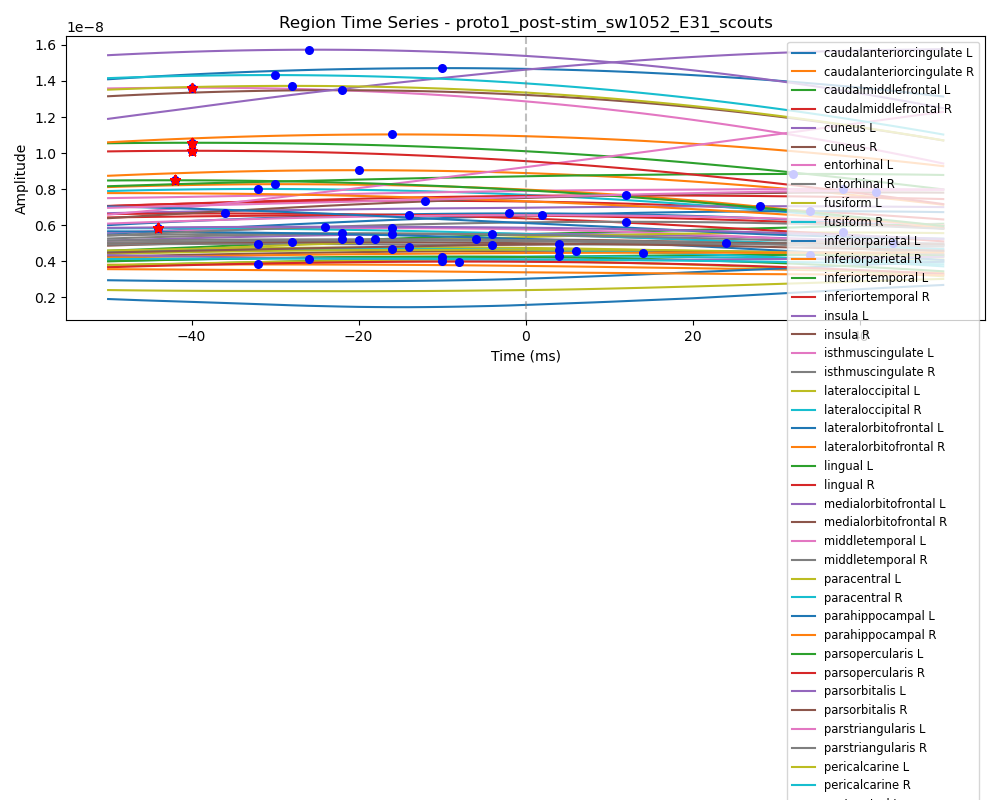 Region Time Series - proto1_post-stim_sw1052_E31_scouts
1e−8
1.6
1.4
1.2
1.0
0.8
0.6
0.4
0.2
Amplitude
−40
−20
0
20
Time (ms)
caudalanteriorcingulate L
caudalanteriorcingulate R
caudalmiddlefrontal L
caudalmiddlefrontal R
cuneus L
cuneus R
entorhinal L
entorhinal R
fusiform L
fusiform R
inferiorparietal L
inferiorparietal R
inferiortemporal L
inferiortemporal R
insula L
insula R
isthmuscingulate L
isthmuscingulate R
lateraloccipital L
lateraloccipital R
lateralorbitofrontal L
lateralorbitofrontal R
lingual L
lingual R
medialorbitofrontal L
medialorbitofrontal R
middletemporal L
middletemporal R
paracentral L
paracentral R
parahippocampal L
parahippocampal R
parsopercularis L
parsopercularis R
parsorbitalis L
parsorbitalis R
parstriangularis L
parstriangularis R
pericalcarine L
pericalcarine R